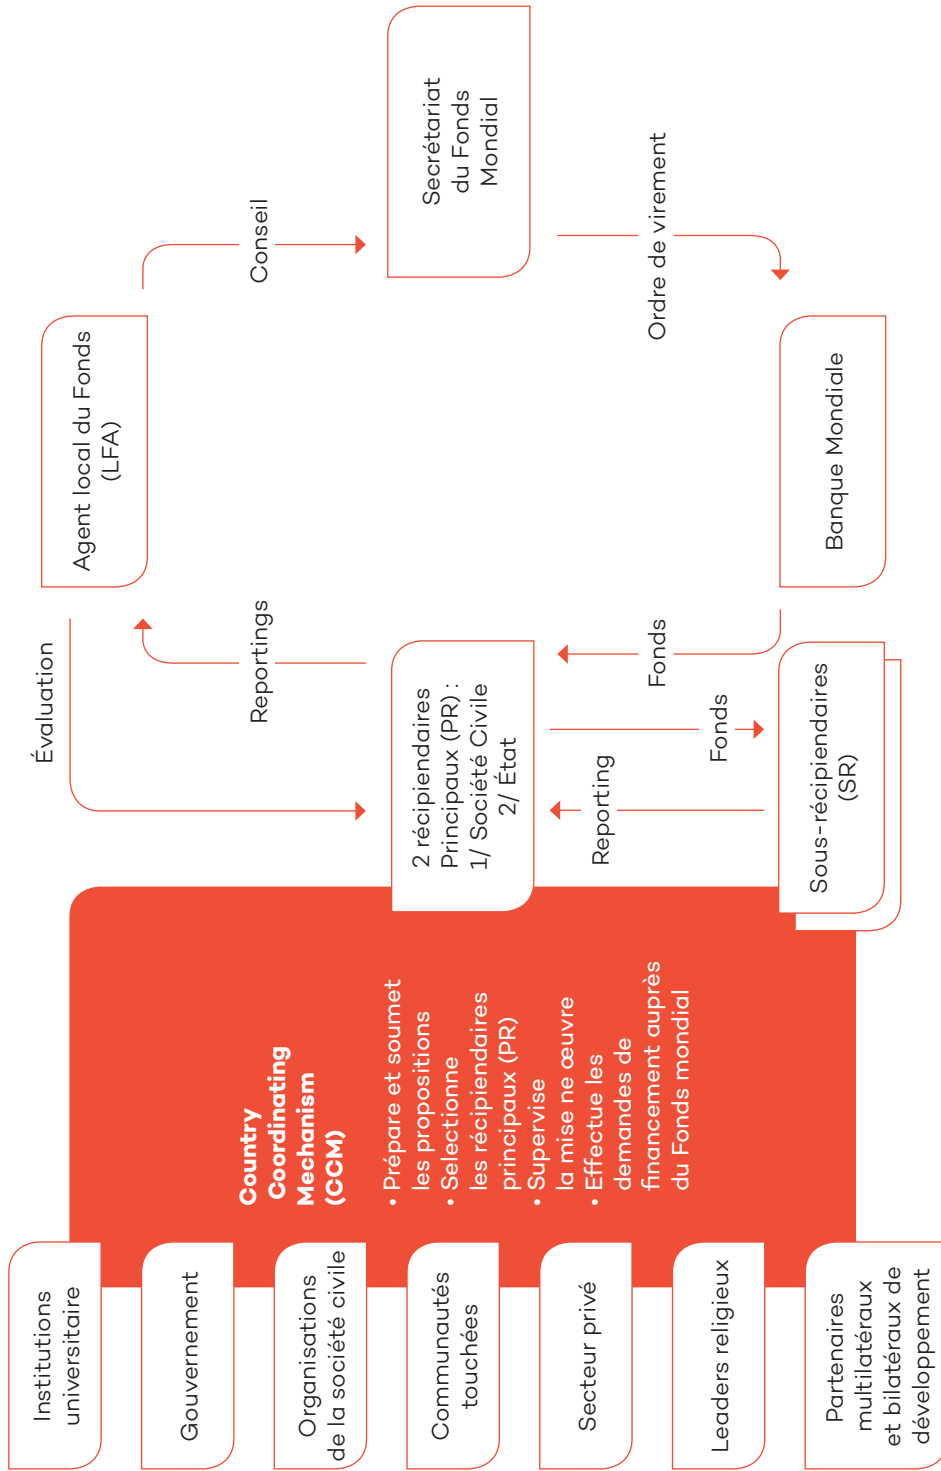 Institutions
universitaire
Gouvernement
Organisations
de la société civile
Communautés
touchées
Secteur privé
Leaders religieux
Partenaires
multilatéraux
et bilatéraux de
développement
Country
Coordinating
Mechanism
(CCM)
• Prépare et soumet
les propositions
• Selectionne
les récipiendaires
principaux (PR)
• Supervise
la mise ne œuvre
• Effectue les
demandes de
financement auprès
du Fonds mondial
2 récipiendaires
Principaux (PR) :
1/ Société Civile
2/ État
Sous-récipiendaires
(SR)
Reporting
Fonds
Fonds
Évaluation
Reportings
Agent local du Fonds
(LFA)
Banque Mondiale
Conseil
Ordre de virement
Secrétariat
du Fonds
Mondial